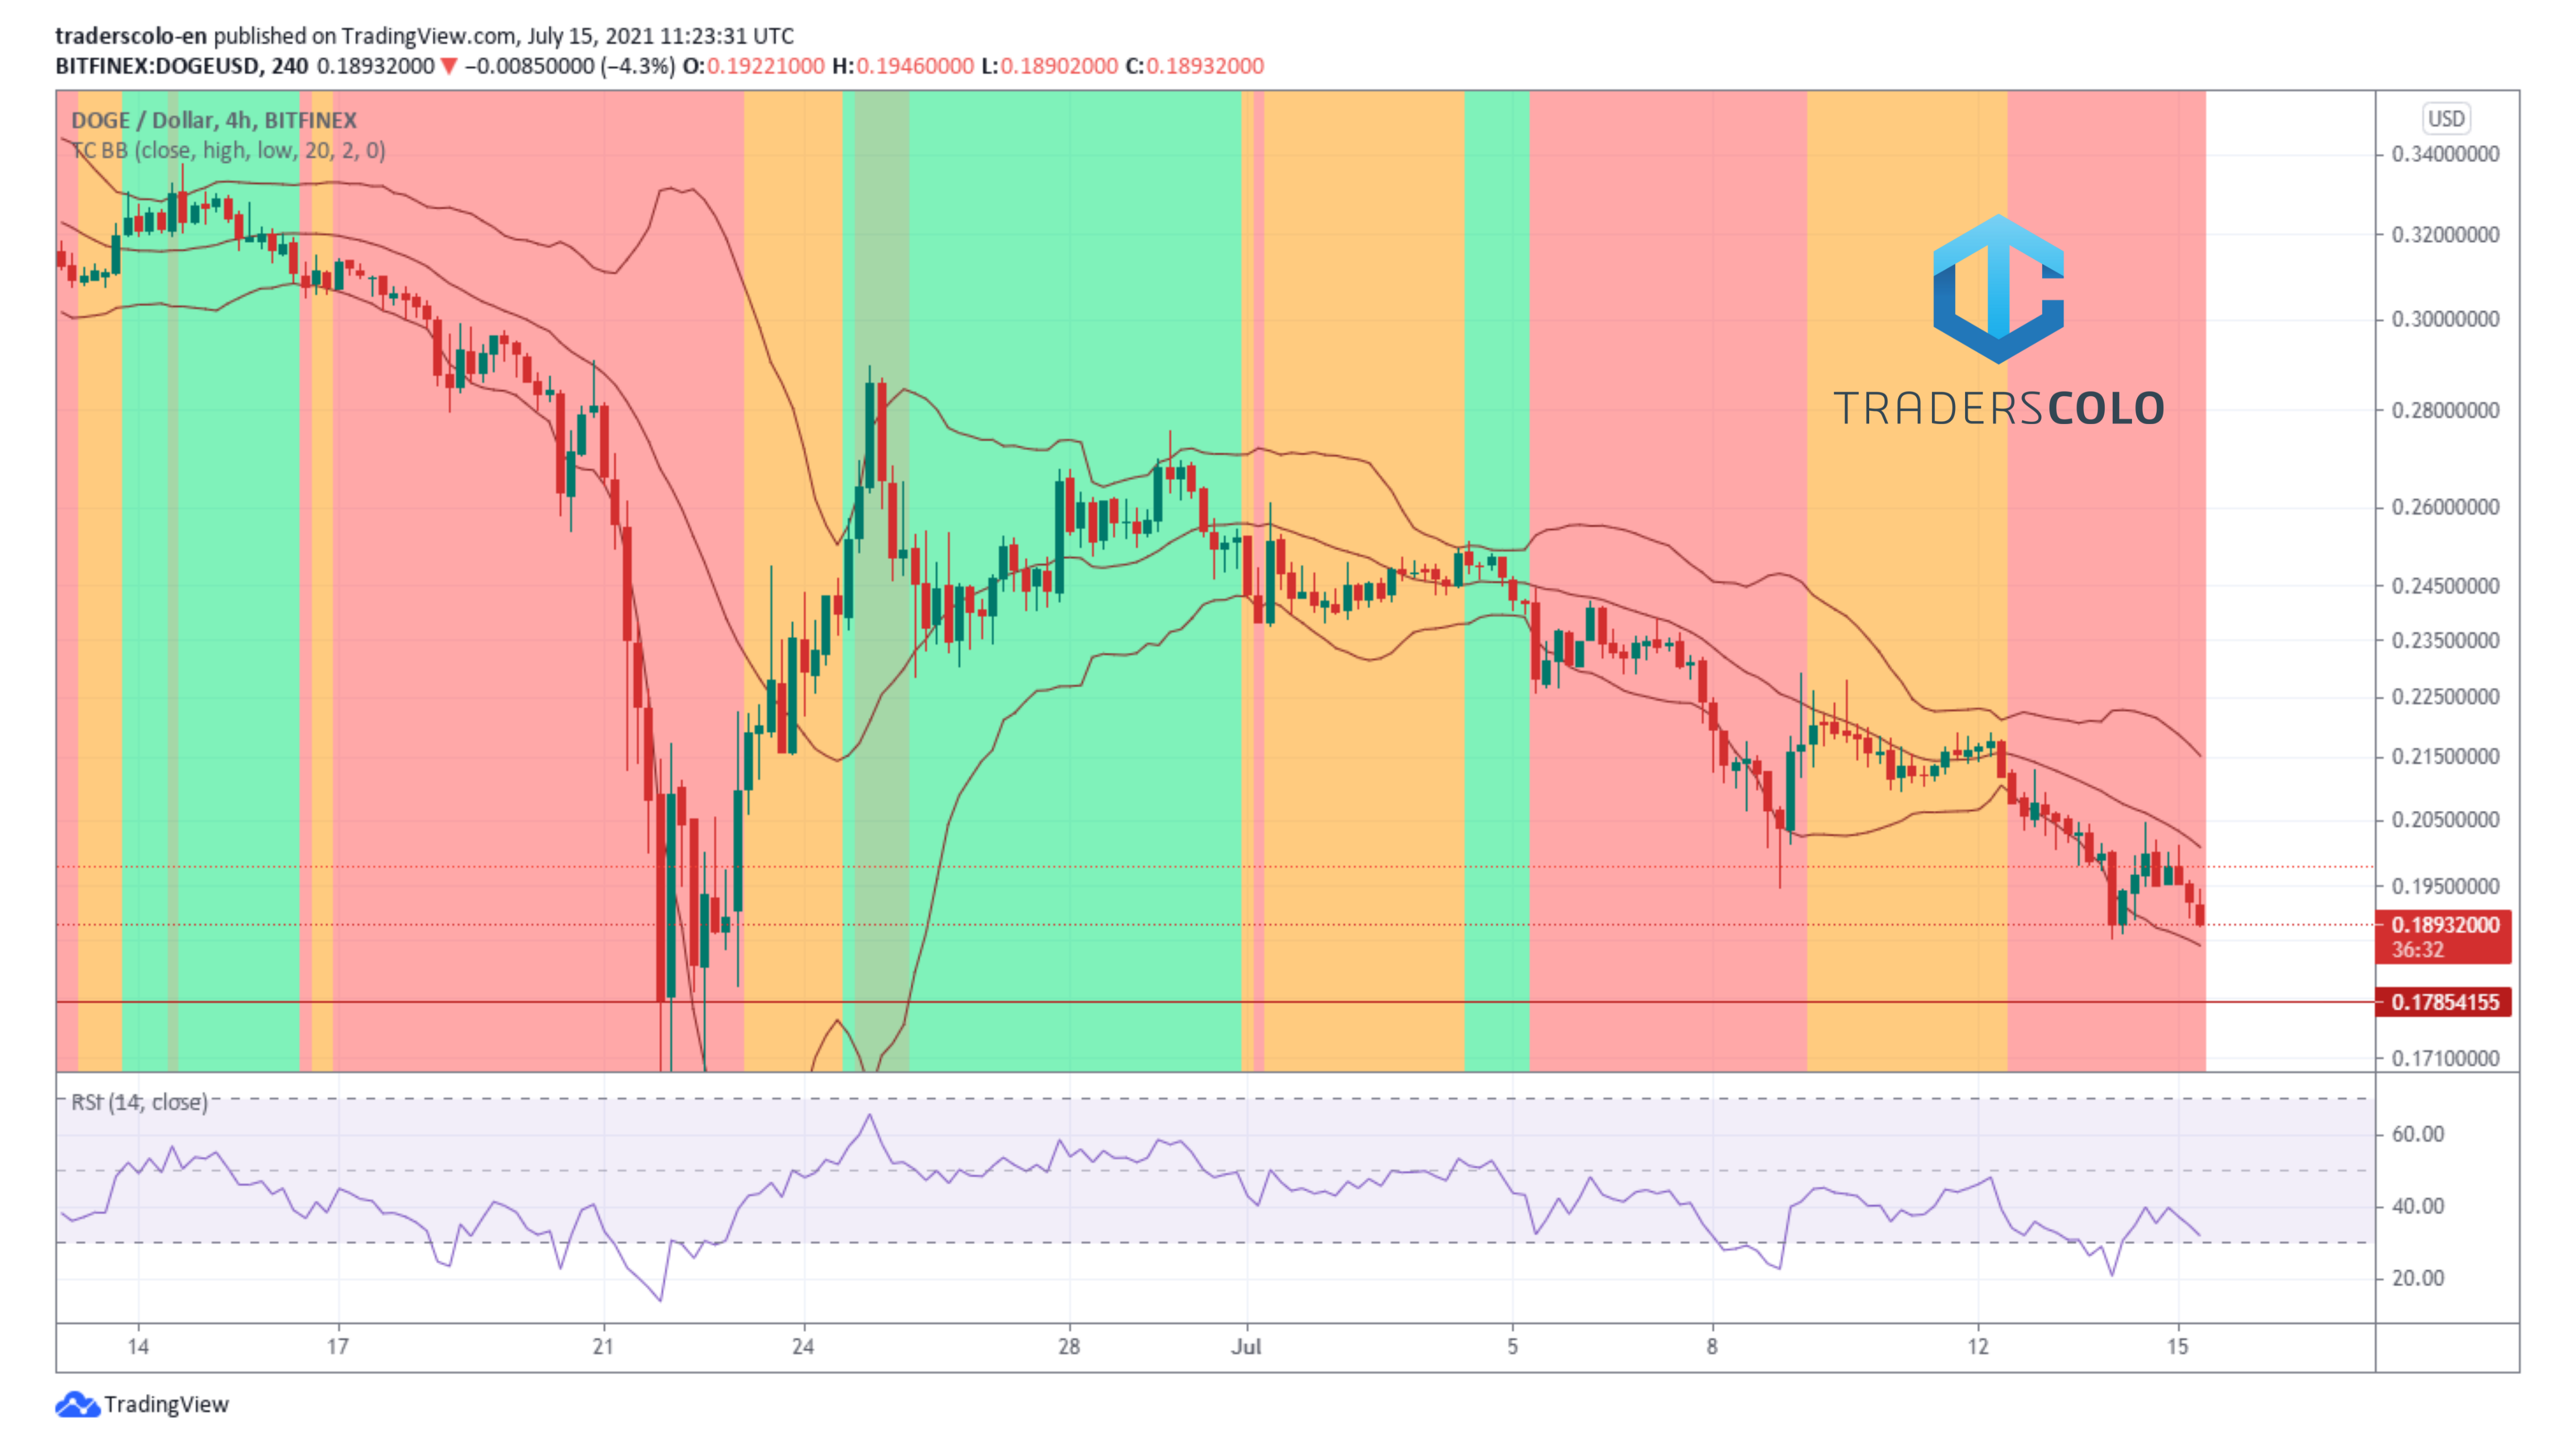 traderscolo-en published on TradingView.com, July 15, 2021 11:23:31 UTC
BITFINEX:DOGEUSD, 240 0.18932000 ▼ −0.00850000 (−4.3%) O:0.19221000 H:0.19460000 L:0.18902000 C:0.18932000
DOGE / Dollar, 4h, BITFINEX
TC BB (close, high, low, 20, 2, 0)
USD
0.34000000
0.32000000
0.30000000
0.28000000
0.26000000
0.24500000
0.23500000
0.22500000
0.21500000
0.20500000
0.19500000
0.18932000
36:32
0.17854155
0.17100000
TRADERSCOLO
RSI (14, close)
60.00
40.00
20.00
14 17 21 24 28 Jul 5 8 12 15
TradingView